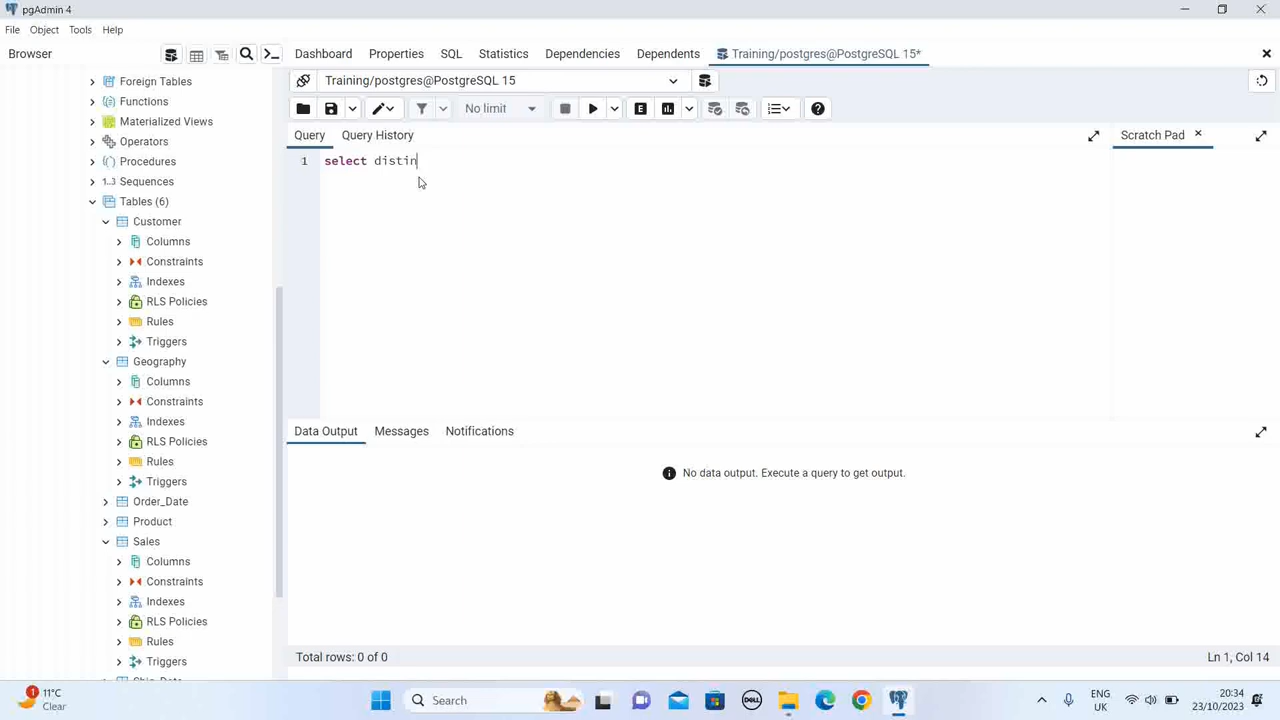 pgAdmin 4
File Object Tools Help
Browser
Dashboard Properties SQL Statistics Dependencies Dependents Training/postgres@PostgreSQL 15*
Training/postgres@PostgreSQL 15
No limit
Query Query History
Scratch Pad
1 select distin
Foreign Tables
Functions
Materialized Views
Operators
Procedures
1..3 Sequences
Tables (6)
Customer
Columns
Constraints
Indexes
RLS Policies
Rules
Triggers
Geography
Columns
Constraints
Indexes
RLS Policies
Rules
Triggers
Order_Date
Product
Sales
Columns
Constraints
Indexes
RLS Policies
Rules
Triggers
Data Output Messages Notifications
No data output. Execute a query to get output.
Total rows: 0 of 0
Ln 1, Col 14
1
11°C
Clear
Search
DELL
ENG
UK
20:34
23/10/2023